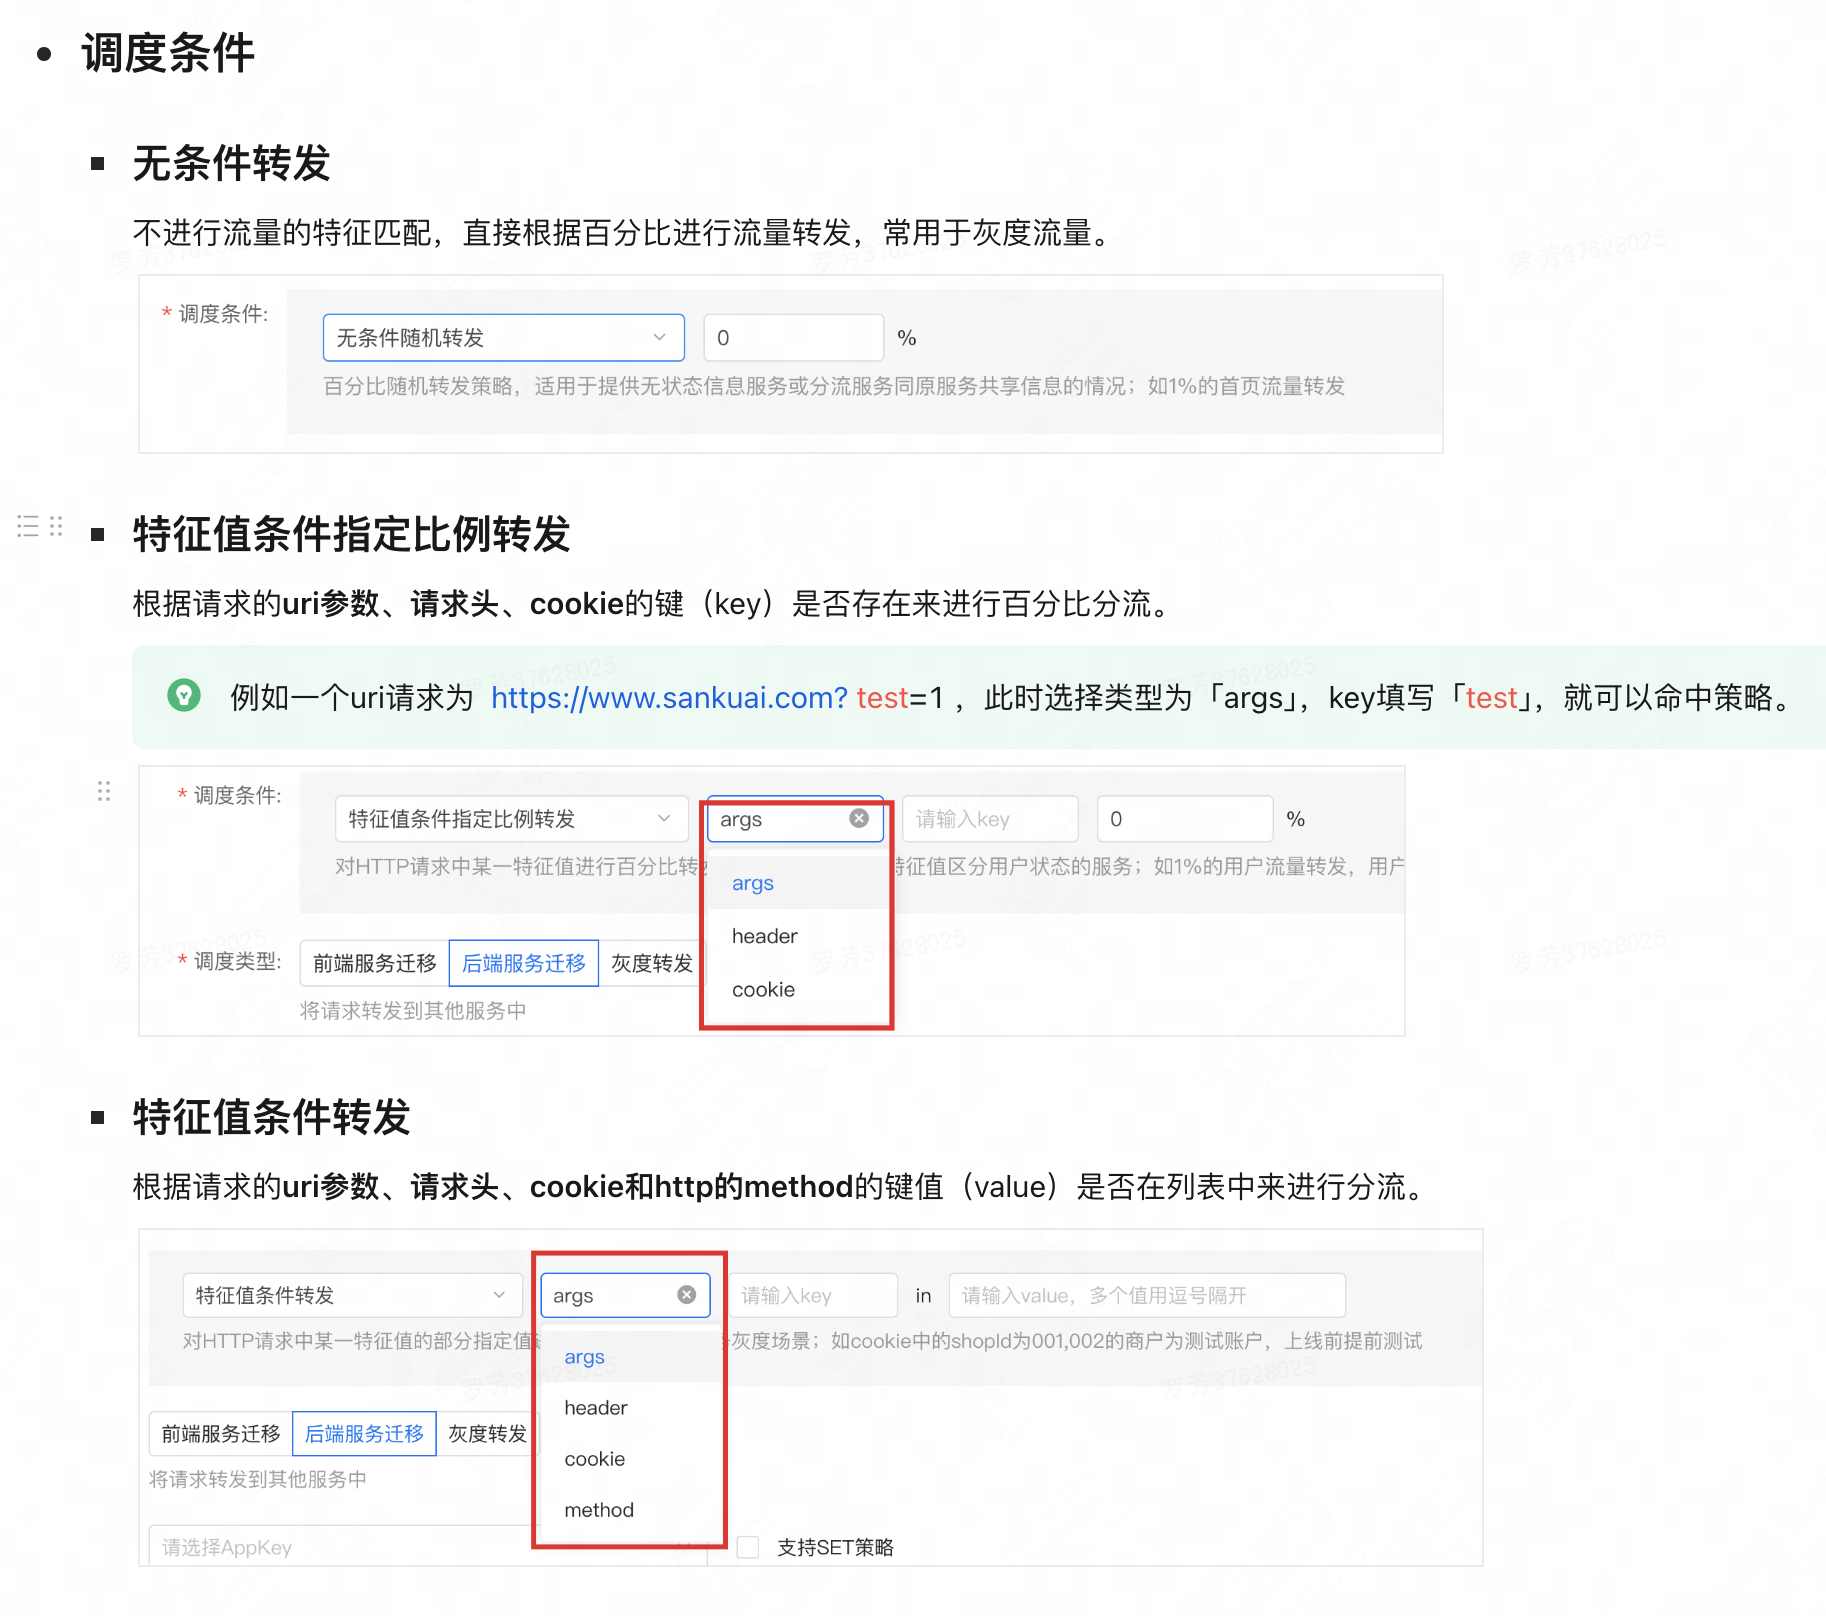 调度条件
无条件转发
不进行流量的特征匹配，直接根据百分比进行流量转发，常用于灰度流量。
* 调度条件:
无条件随机转发 0 %
百分比随机转发策略，适用于提供无状态信息服务或分流服务同原服务共享信息的情况；如1%的首页流量转发
特征值条件指定比例转发
根据请求的uri参数、请求头、cookie的键（key）是否存在来进行百分比分流。
例如一个uri请求为 https://www.sankuai.com? test=1 ，此时选择类型为「args」，key填写「test」，就可以命中策略。
* 调度条件:
特征值条件指定比例转发 args 请输入key 0 %
对HTTP请求中某一特征值进行百分比转 特征值区分用户状态的服务；如1%的用户流量转发，用户
args
header
cookie
* 调度类型: 前端服务迁移 后端服务迁移 灰度转发
将请求转发到其他服务中
特征值条件转发
根据请求的uri参数、请求头、cookie和http的method的键值（value）是否在列表中来进行分流。
特征值条件转发 args 请输入key in 请输入value，多个值用逗号隔开
对HTTP请求中某一特征值的部分指定值 灰度场景；如cookie中的shopId为001,002的商户为测试账户，上线前提前测试
args
header
cookie
method
前端服务迁移 后端服务迁移 灰度转发
将请求转发到其他服务中
请选择AppKey 支持SET策略
罗芳37628025